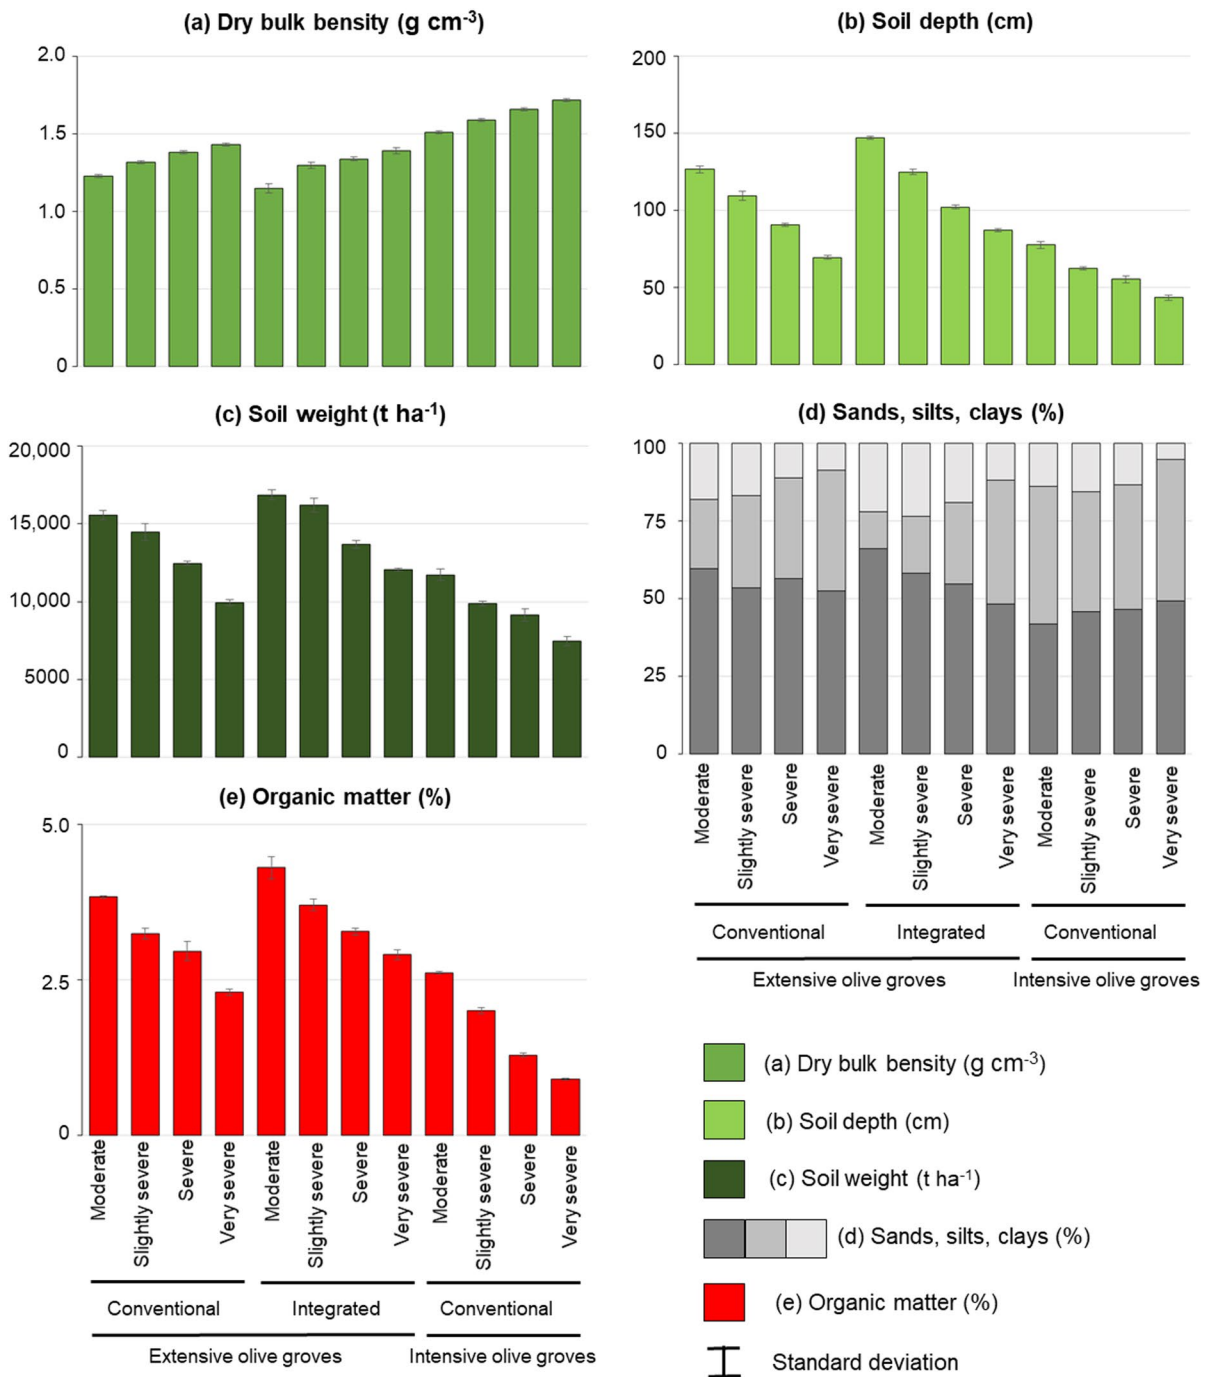 (a) Dry bulk bensity (g cm-3)
2.0
1.5
1.0
0.5
0
(b) Soil depth (cm)
200
150
100
50
0
(c) Soil weight (t ha-1)
20,000
15,000
10,000
5000
0
(d) Sands, silts, clays (%)
100
75
50
25
0
Moderate
Slightly severe
Severe
Very severe
Moderate
Slightly severe
Severe
Very severe
Moderate
Slightly severe
Severe
Very severe
Conventional
Integrated
Conventional
Extensive olive groves
Intensive olive groves
(e) Organic matter (%)
5.0
2.5
0
Moderate
Slightly severe
Severe
Very severe
Moderate
Slightly severe
Severe
Very severe
Moderate
Slightly severe
Severe
Very severe
Conventional
Integrated
Conventional
Extensive olive groves
Intensive olive groves
(a) Dry bulk bensity (g cm-3)
(b) Soil depth (cm)
(c) Soil weight (t ha-1)
(d) Sands, silts, clays (%)
(e) Organic matter (%)
Standard deviation